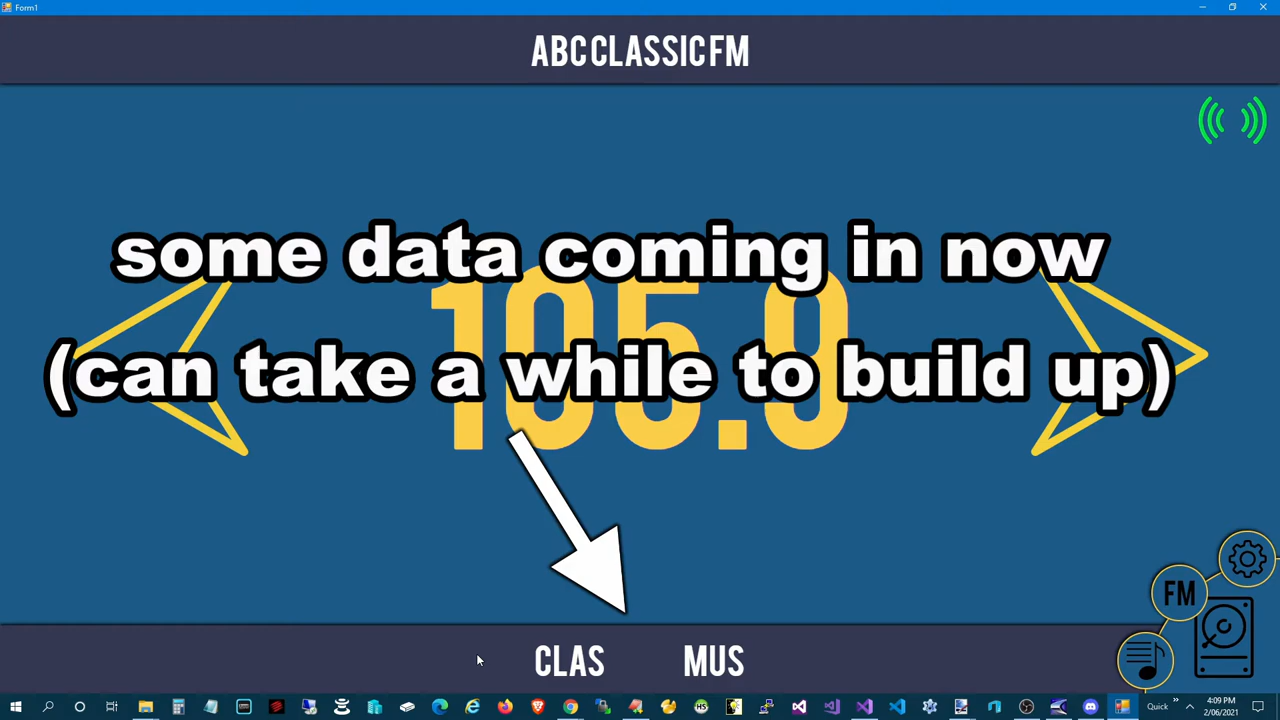 Form1
ABC CLASSIC FM
some data coming in now
105.9
(can take a while to build up)
FM
CLAS MUS
HS
Quick
4:09 PM
2/06/2021